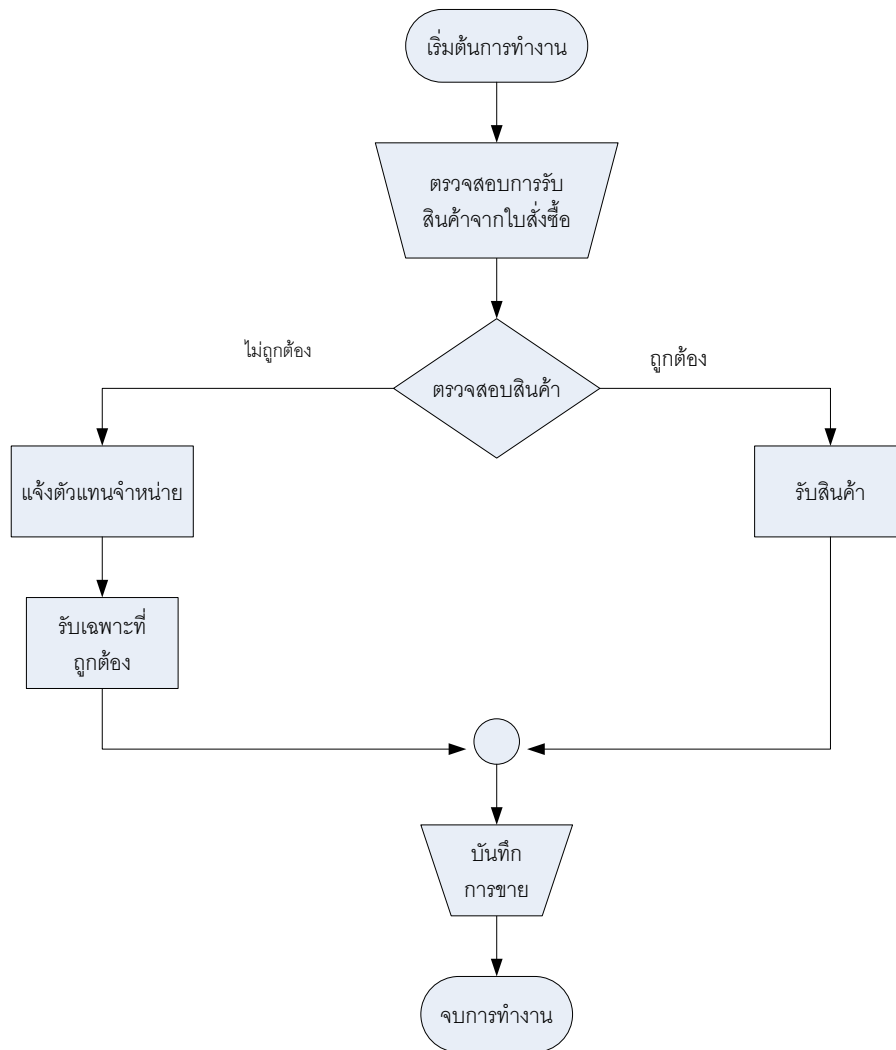 เริ่มต้นการทำงาน
ตรวจสอบการรับ
สินค้าจากใบสั่งซื้อ
ไม่ถูกต้อง
ถูกต้อง
ตรวจสอบสินค้า
แจ้งตัวแทนจำหน่าย
รับสินค้า
รับเฉพาะที่
ถูกต้อง
บันทึก
การขาย
จบการทำงาน